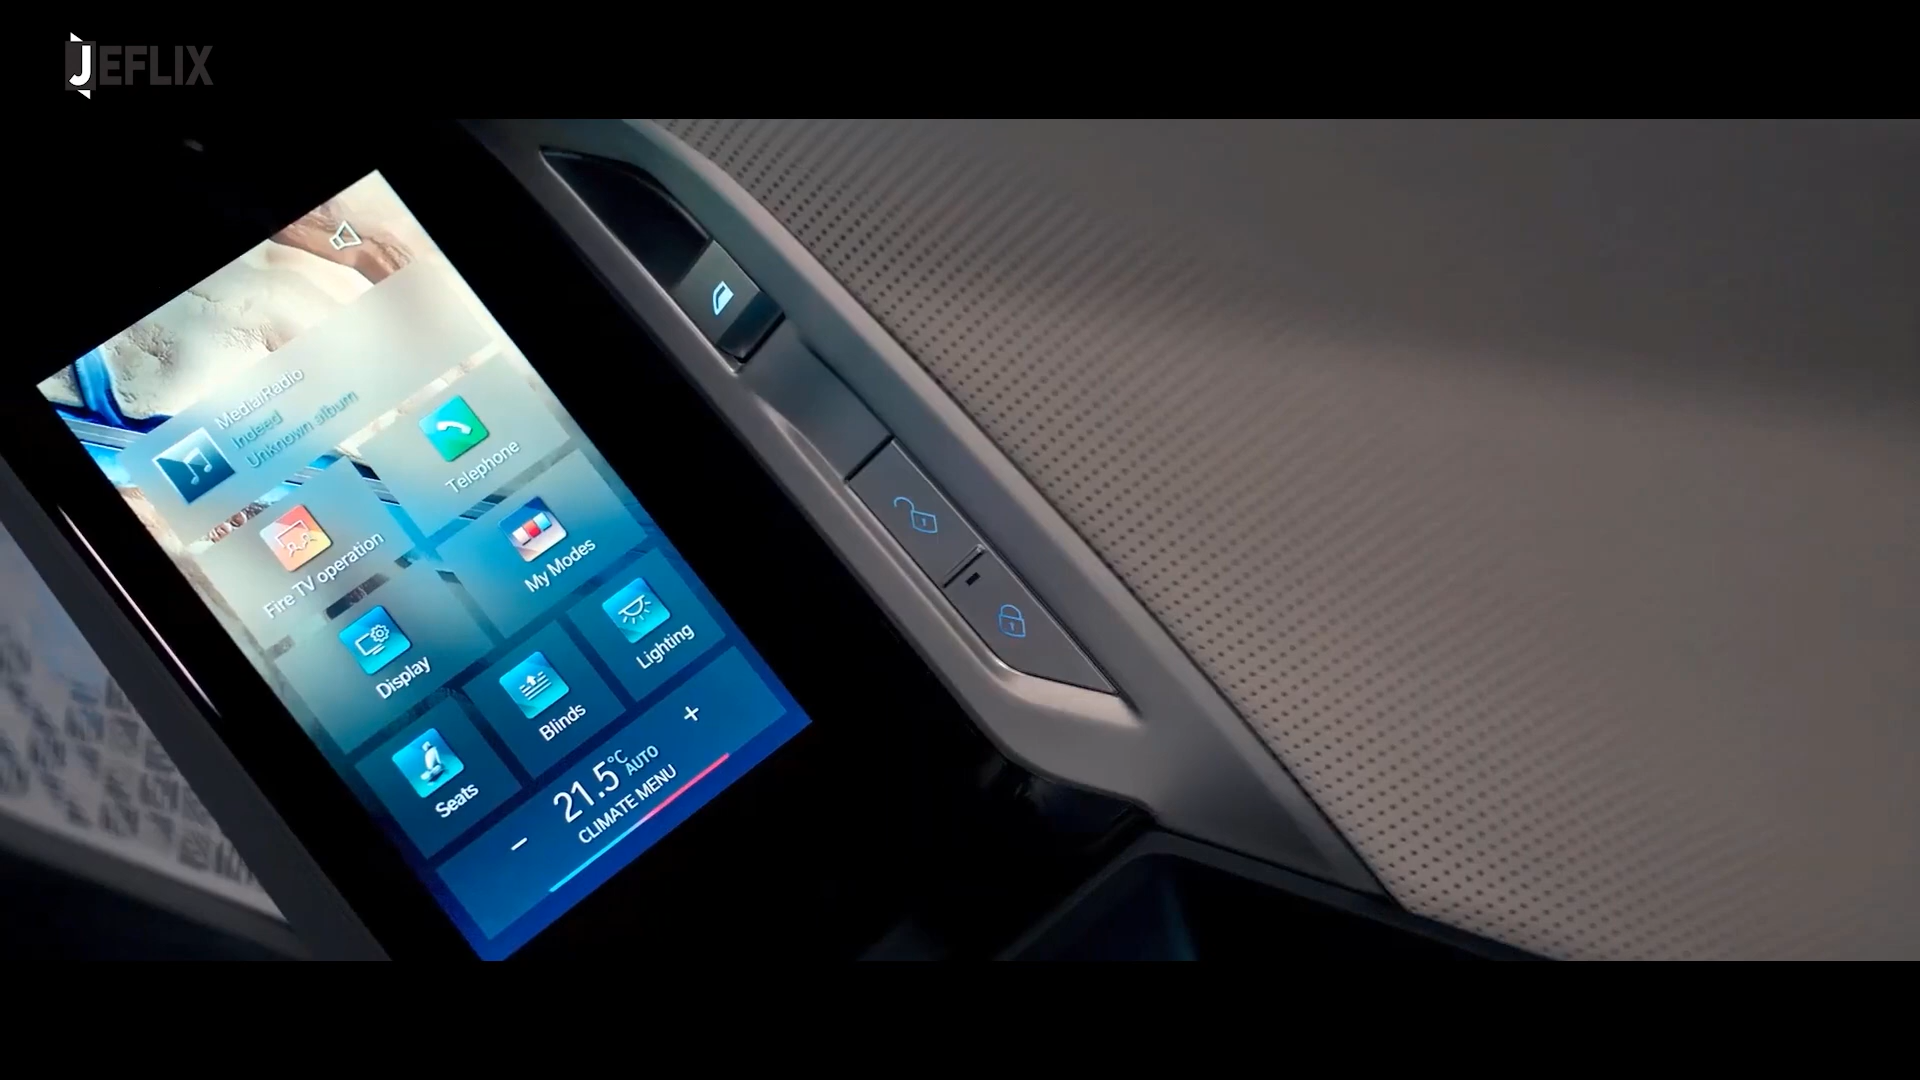 JEFLIX
Media/Radio
Indeed
Unknown album
Telephone
Fire TV operation
My Modes
Display
Lighting
Blinds
Seats
+
21.5°C AUTO
−
CLIMATE MENU